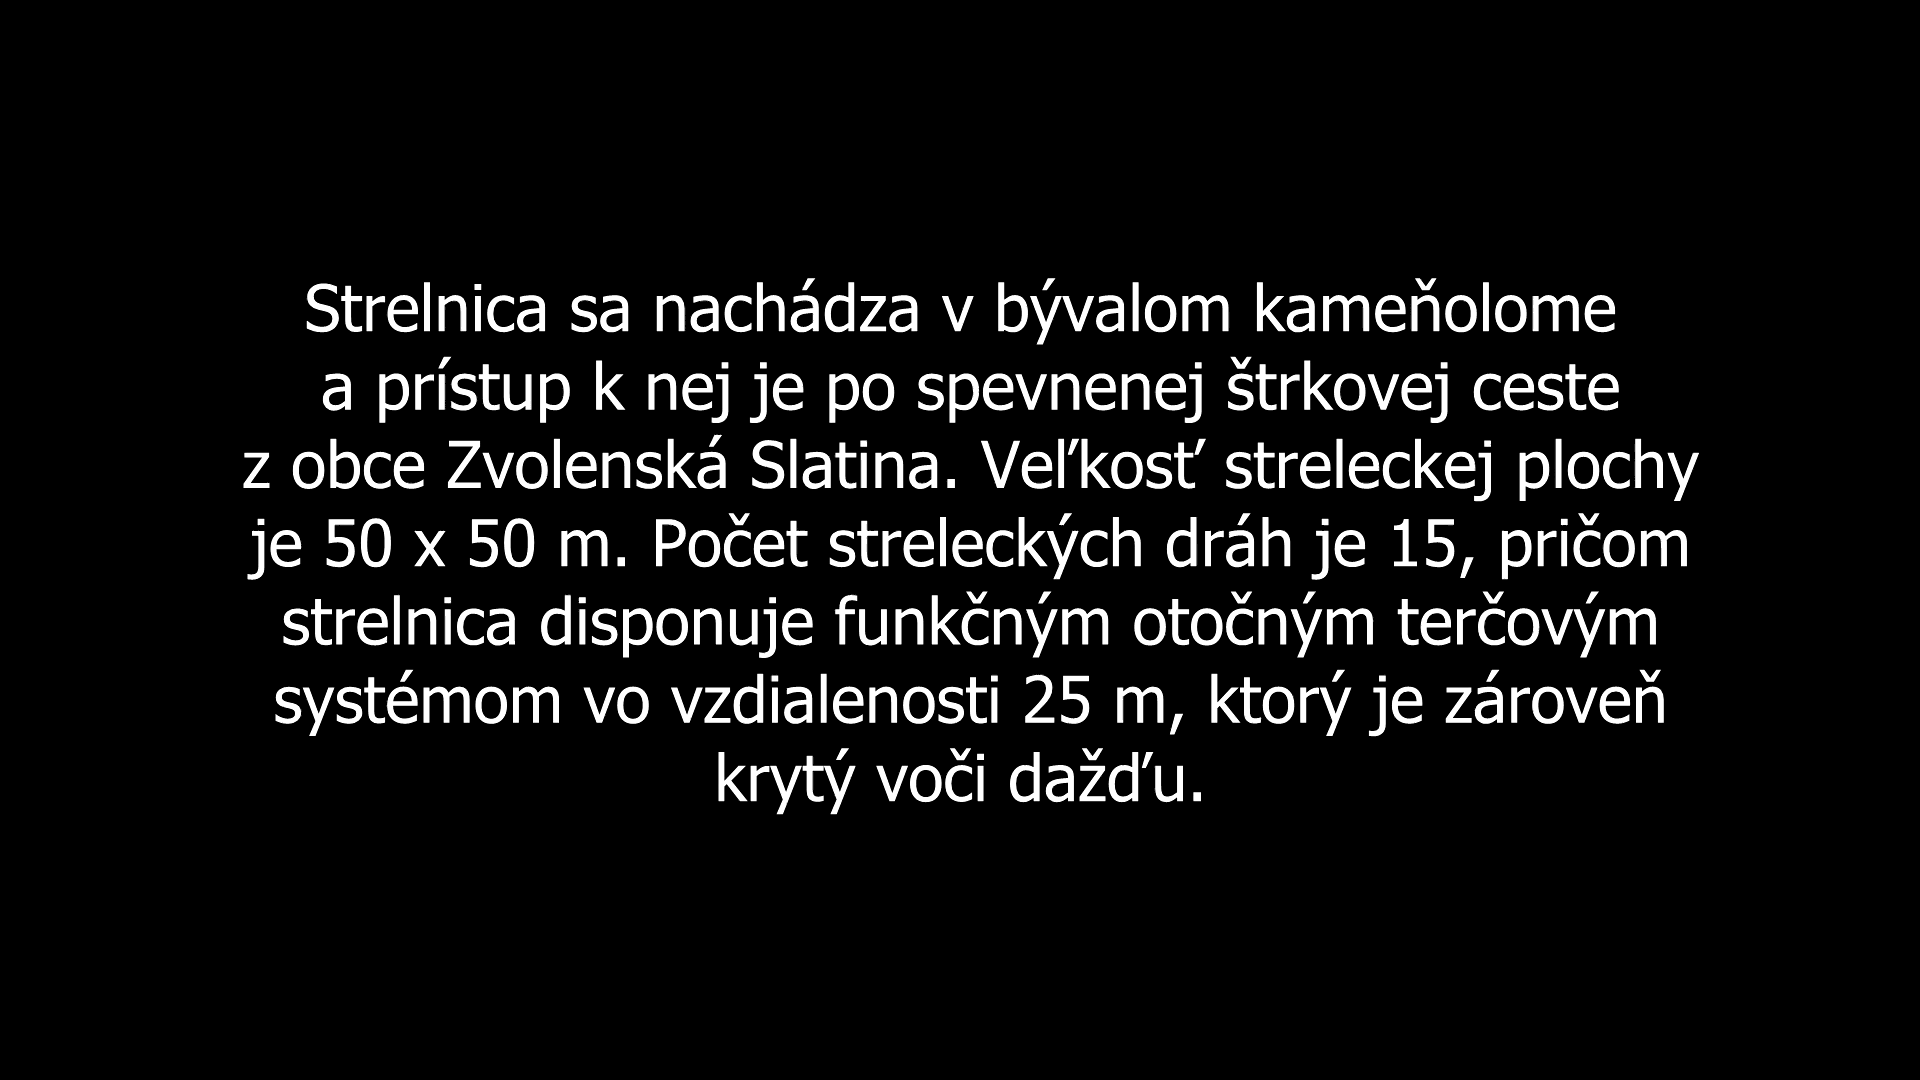 Strelnica sa nachádza v bývalom kameňolome
a prístup k nej je po spevnenej štrkovej ceste
z obce Zvolenská Slatina. Veľkosť streleckej plochy
je 50 x 50 m. Počet streleckých dráh je 15, pričom
strelnica disponuje funkčným otočným terčovým
systémom vo vzdialenosti 25 m, ktorý je zároveň
krytý voči dažďu.